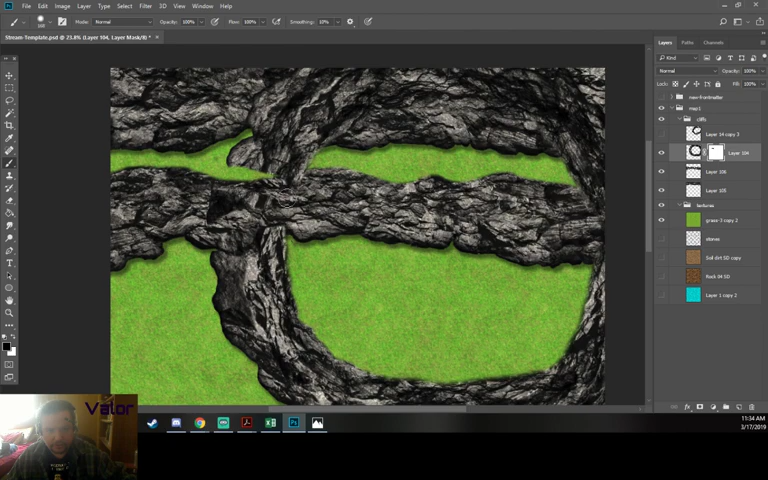 File Edit Image Layer Type Select Filter 3D View Window Help
Mode: Normal Opacity: 100% Flow: 100% Smoothing: 10%
Stream-Template.psd @ 23.8% (Layer 104, Layer Mask/8) *
Layers Paths Channels
Kind
Normal Opacity: 100%
Lock: Fill: 100%
map1
cliffs
Layer 14 copy 3
Layer 104
Layer 106
Layer 105
textures
grass-3 copy 2
stones
Soil dirt SD copy
Rock 04 SD
Layer 1 copy 2
Valor
11:34 AM
3/17/2019